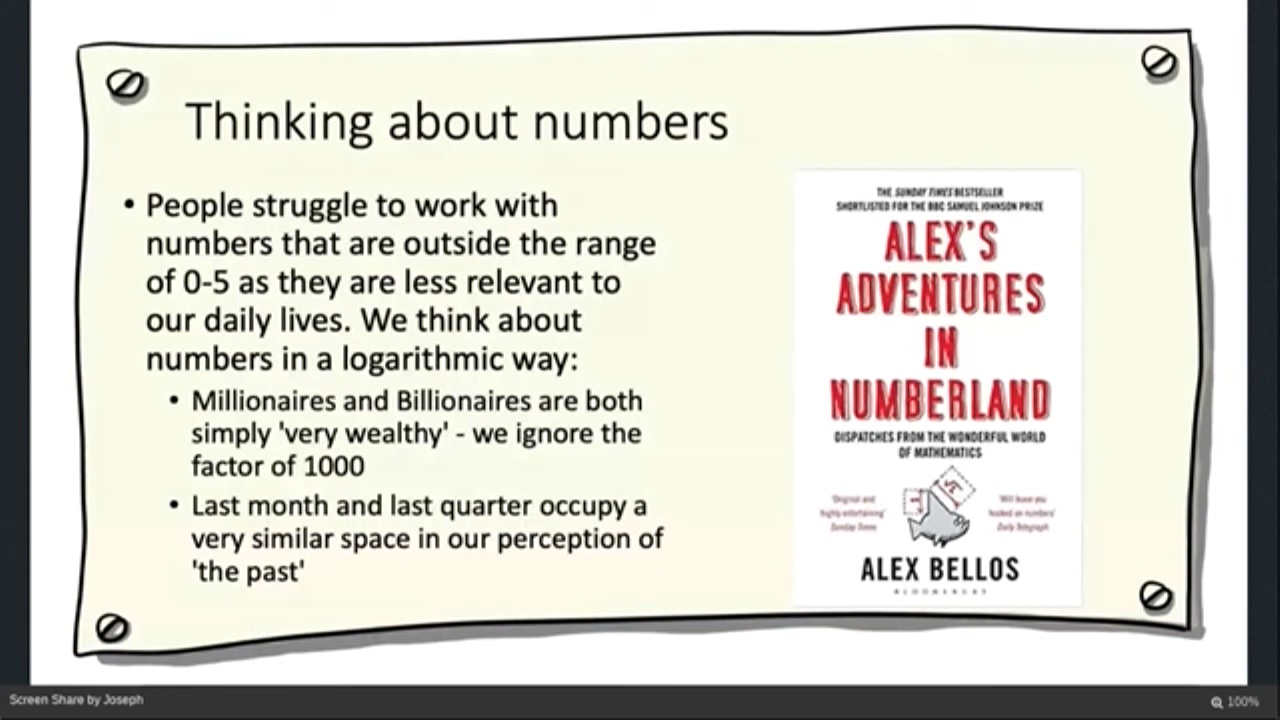 Thinking about numbers
• People struggle to work with
numbers that are outside the range
of 0-5 as they are less relevant to
our daily lives. We think about
numbers in a logarithmic way:
• Millionaires and Billionaires are both
simply 'very wealthy' - we ignore the
factor of 1000
• Last month and last quarter occupy a
very similar space in our perception of
'the past'
THE SUNDAY TIMES BESTSELLER
SHORTLISTED FOR THE BBC SAMUEL JOHNSON PRIZE
ALEX'S
ADVENTURES
IN
NUMBERLAND
DISPATCHES FROM THE WONDERFUL WORLD
OF MATHEMATICS
'Original and
highly entertaining'
Sunday Times
'Will leave you
hooked on numbers'
Daily Telegraph
ALEX BELLOS
BLOOMSBURY
Screen Share by Joseph
100%